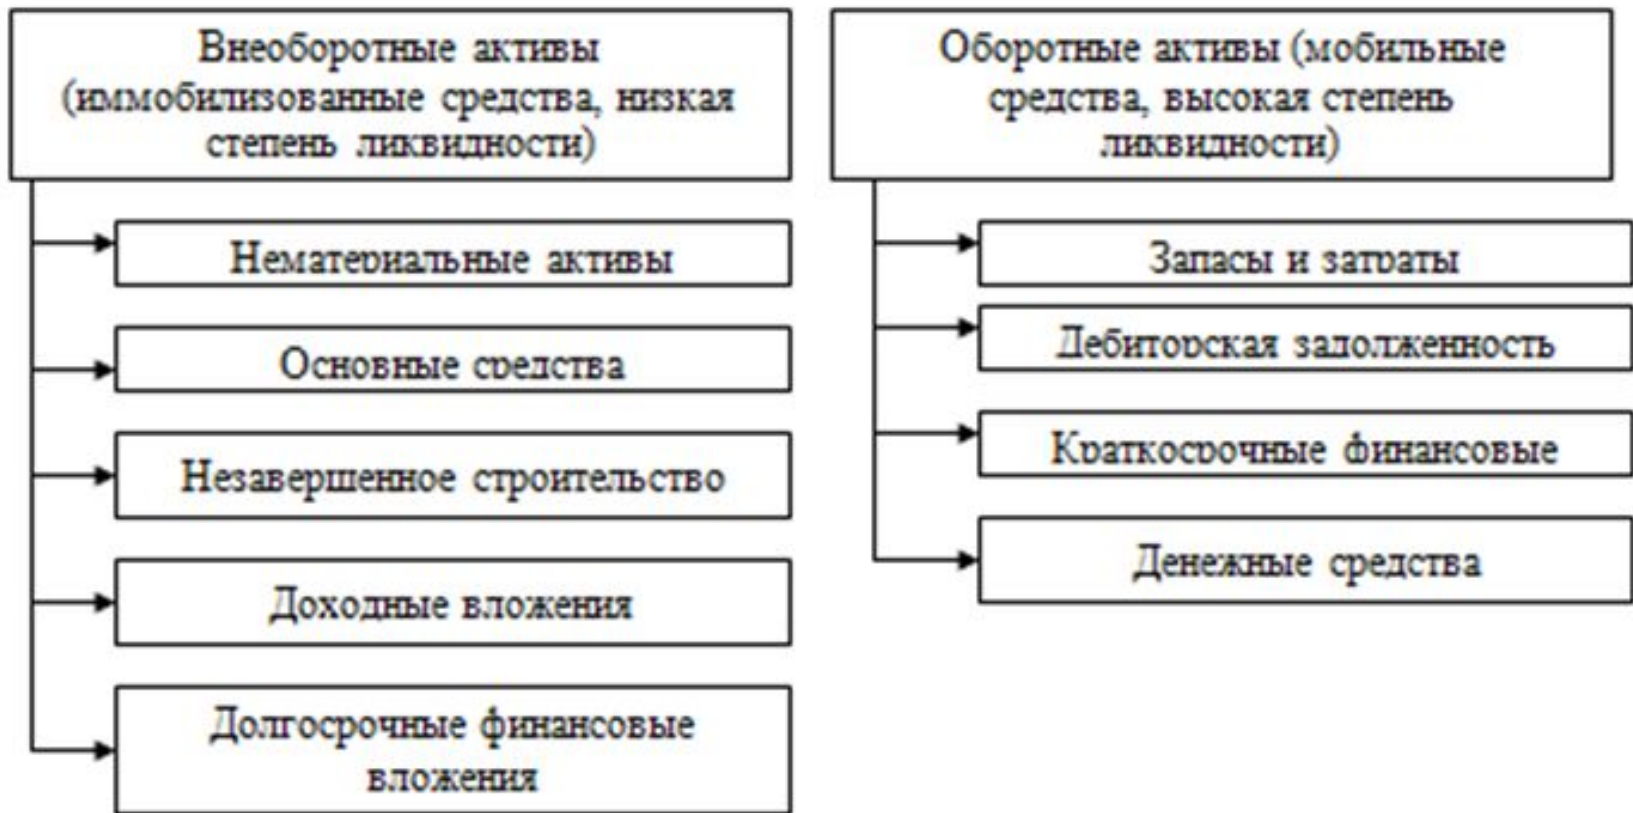 Внеоборотные активы
(иммобилизованные средства, низкая
степень ликвидности)
Нематериальные активы
Основные средства
Незавершенное строительство
Доходные вложения
Долгосрочные финансовые
вложения
Оборотные активы (мобильные
средства, высокая степень
ликвидности)
Запасы и затраты
Дебиторская задолженность
Краткосрочные финансовые
Денежные средства